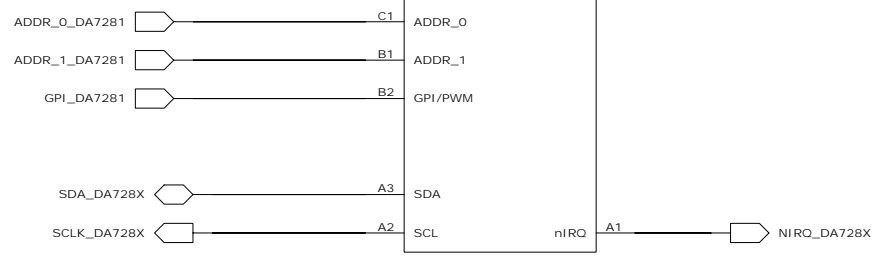 ADDR_0_DA7281 C1 ADDR_0
ADDR_1_DA7281 B1 ADDR_1
GPI_DA7281 B2 GPI/PWM
SDA_DA728X A3 SDA
SCLK_DA728X A2 SCL nIRQ A1 NIRQ_DA728X